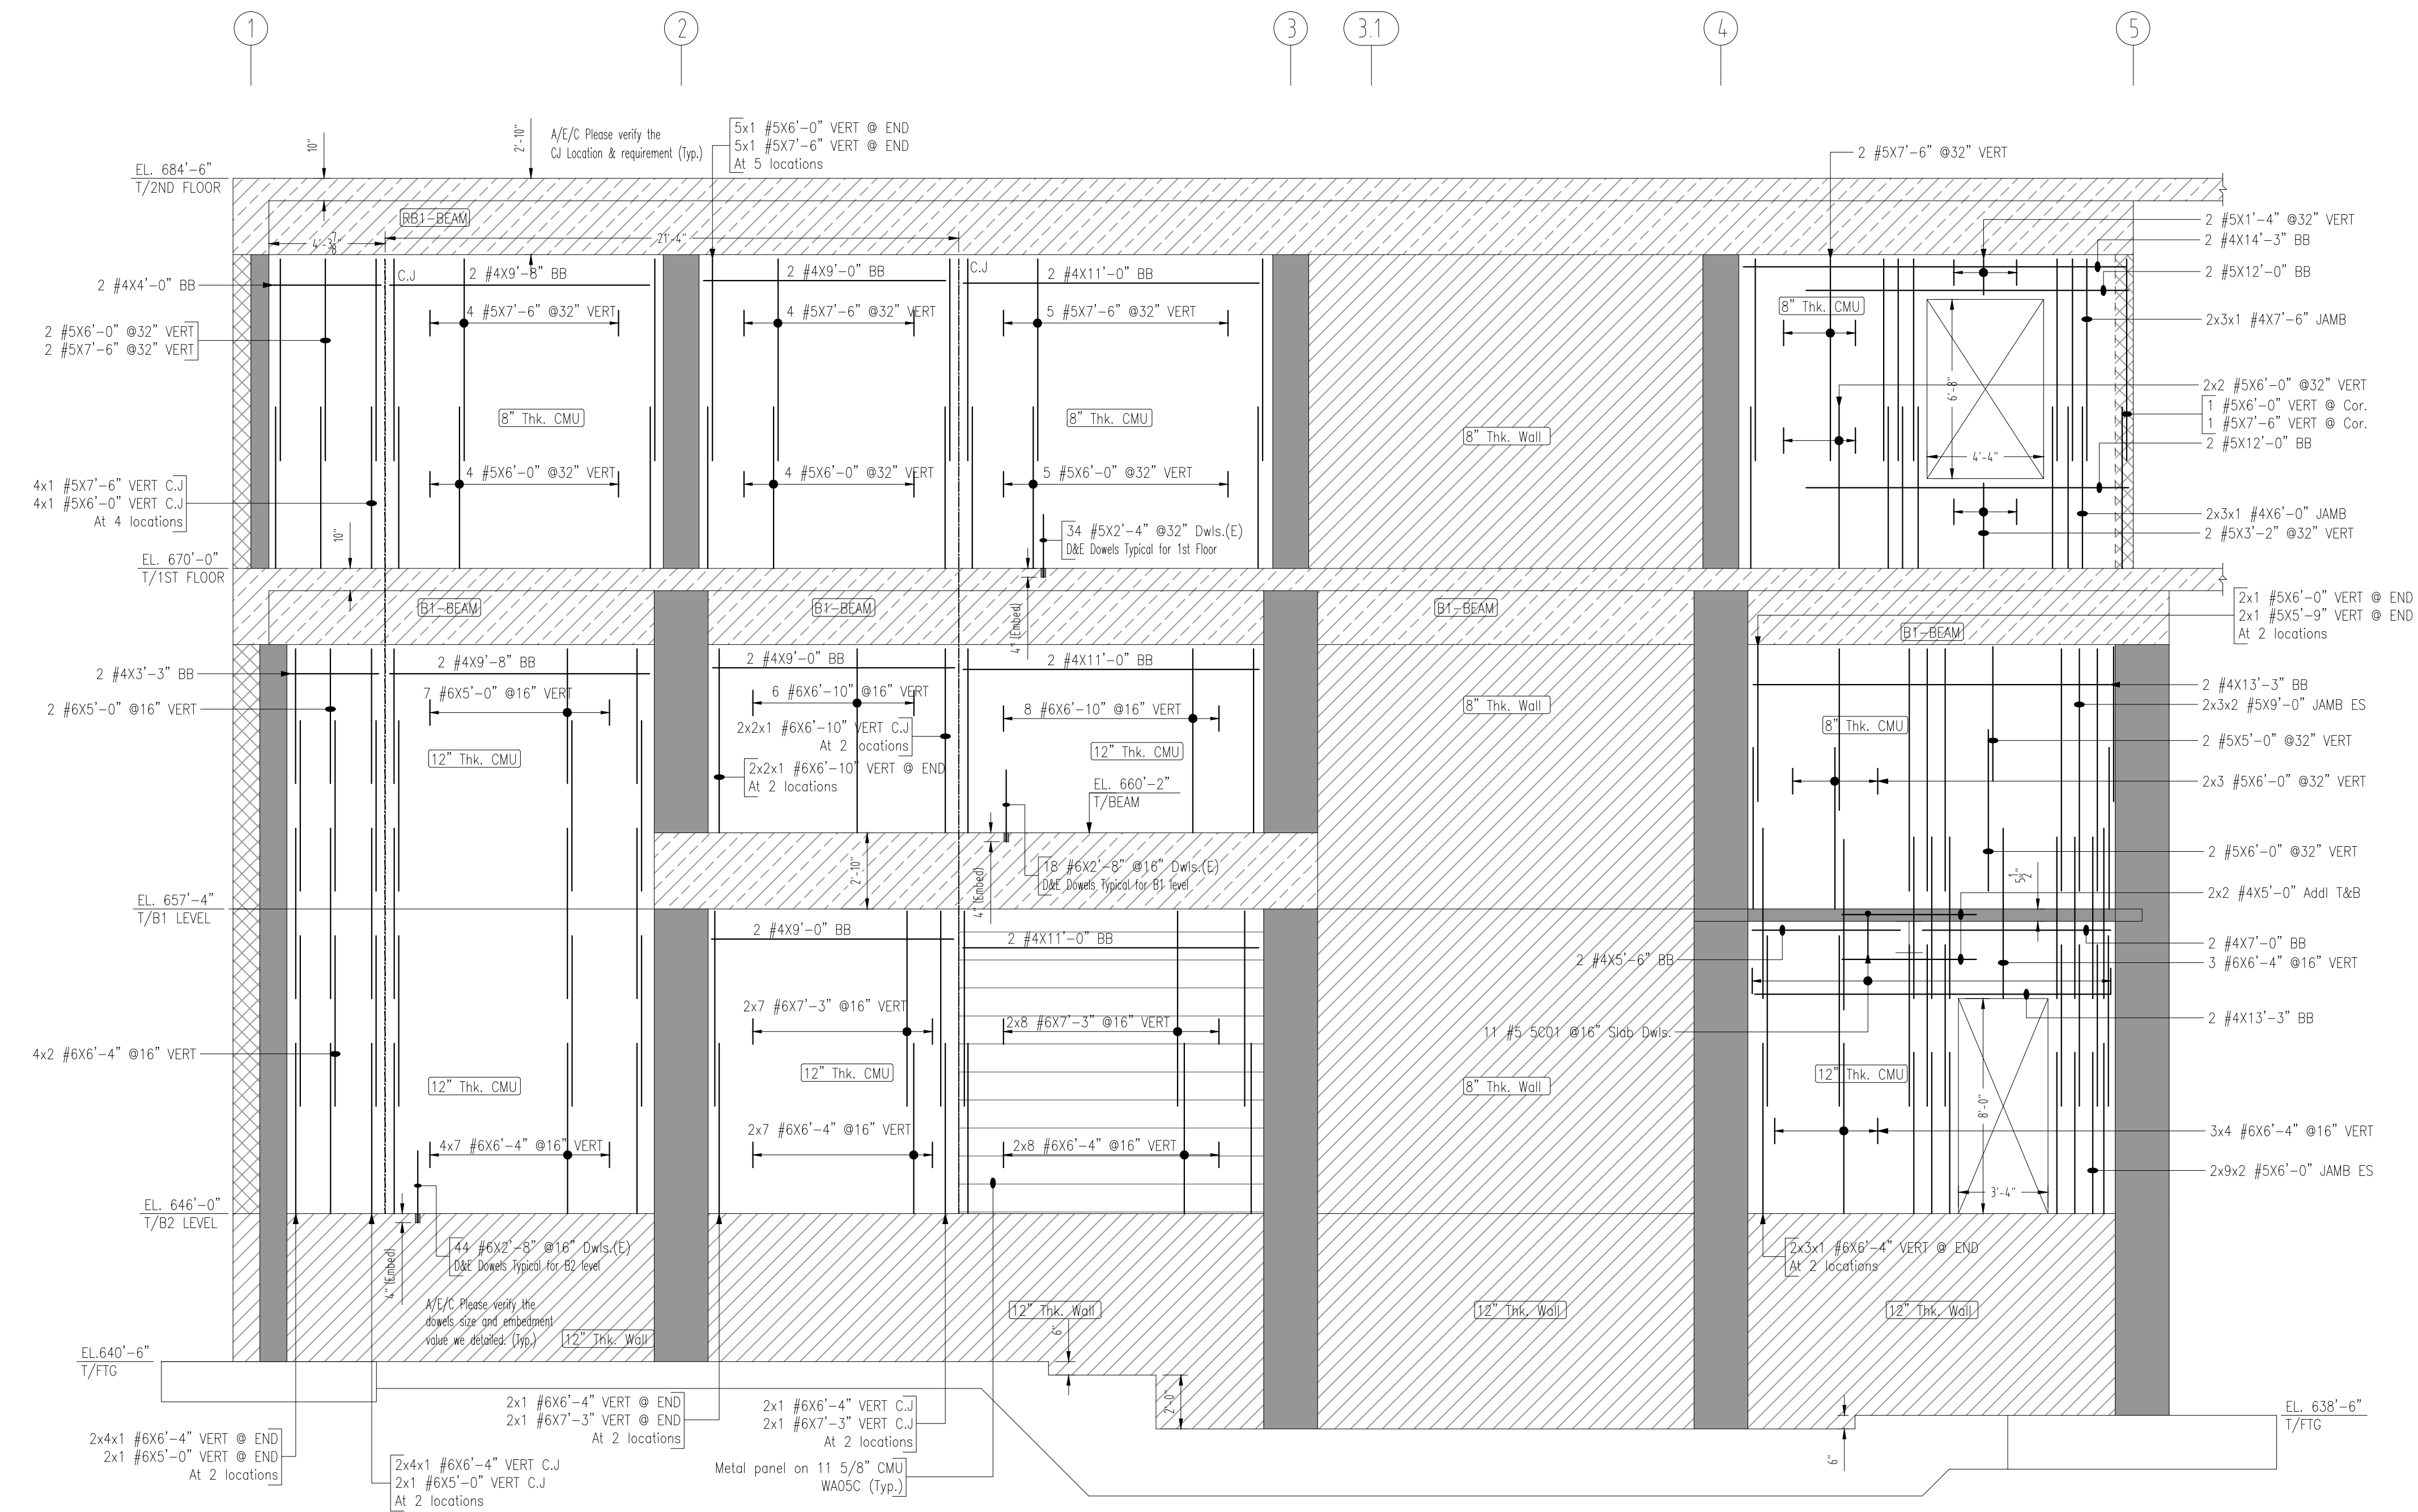 1
2
3
3.1
4
5
10"
2'-10"
A/E/C Please verify the
CJ Location & requirement (Typ.)
5x1 #5X6'-0" VERT @ END
5x1 #5X7'-6" VERT @ END
At 5 locations
2 #5X7'-6" @32" VERT
EL. 684'-6"
T/2ND FLOOR
RB1-BEAM
4'-3 7/8"
21'-4"
2 #5X1'-4" @32" VERT
2 #4X14'-3" BB
2 #5X12'-0" BB
C.J
C.J
2 #4X4'-0" BB
2 #4X9'-8" BB
2 #4X9'-0" BB
2 #4X11'-0" BB
8" Thk. CMU
2x3x1 #4X7'-6" JAMB
2 #5X6'-0" @32" VERT
2 #5X7'-6" @32" VERT
4 #5X7'-6" @32" VERT
4 #5X7'-6" @32" VERT
5 #5X7'-6" @32" VERT
6'-8"
2x2 #5X6'-0" @32" VERT
1 #5X6'-0" VERT @ Cor.
1 #5X7'-6" VERT @ Cor.
2 #5X12'-0" BB
8" Thk. CMU
8" Thk. CMU
8" Thk. Wall
4'-4"
4x1 #5X7'-6" VERT C.J
4x1 #5X6'-0" VERT C.J
At 4 locations
4 #5X6'-0" @32" VERT
4 #5X6'-0" @32" VERT
5 #5X6'-0" @32" VERT
2x3x1 #4X6'-0" JAMB
2 #5X3'-2" @32" VERT
10"
34 #5X2'-4" @32" Dwls.(E)
D&E Dowels Typical for 1st Floor
EL. 670'-0"
T/1ST FLOOR
4" (Embed)
B1-BEAM
B1-BEAM
B1-BEAM
B1-BEAM
2x1 #5X6'-0" VERT @ END
2x1 #5X5'-9" VERT @ END
At 2 locations
2 #4X3'-3" BB
2 #4X9'-8" BB
2 #4X9'-0" BB
2 #4X11'-0" BB
2 #4X13'-3" BB
2 #6X5'-0" @16" VERT
7 #6X5'-0" @16" VERT
6 #6X6'-10" @16" VERT
8 #6X6'-10" @16" VERT
8" Thk. Wall
8" Thk. CMU
2x3x2 #5X9'-0" JAMB ES
2x2x1 #6X6'-10" VERT C.J
At 2 locations
12" Thk. CMU
12" Thk. CMU
2 #5X5'-0" @32" VERT
2x2x1 #6X6'-10" VERT @ END
At 2 locations
EL. 660'-2"
T/BEAM
2x3 #5X6'-0" @32" VERT
2'-10"
18 #6X2'-8" @16" Dwls.(E)
D&E Dowels Typical for B1 level
4" (Embed)
2 #5X6'-0" @32" VERT
5 1/2"
2x2 #4X5'-0" Addl T&B
EL. 657'-4"
T/B1 LEVEL
2 #4X9'-0" BB
2 #4X11'-0" BB
2 #4X5'-6" BB
2 #4X7'-0" BB
3 #6X6'-4" @16" VERT
2x7 #6X7'-3" @16" VERT
2x8 #6X7'-3" @16" VERT
11 #5 5C01 @16" Slab Dwls.
2 #4X13'-3" BB
4x2 #6X6'-4" @16" VERT
12" Thk. CMU
12" Thk. CMU
8" Thk. Wall
12" Thk. CMU
8'-0"
4x7 #6X6'-4" @16" VERT
2x7 #6X6'-4" @16" VERT
2x8 #6X6'-4" @16" VERT
3x4 #6X6'-4" @16" VERT
2x9x2 #5X6'-0" JAMB ES
3'-4"
EL. 646'-0"
T/B2 LEVEL
44 #6X2'-8" @16" Dwls.(E)
D&E Dowels Typical for B2 level
4" (Embed)
2x3x1 #6X6'-4" VERT @ END
At 2 locations
A/E/C Please verify the
dowels size and embedment
value we detailed. (Typ.)
12" Thk. Wall
12" Thk. Wall
12" Thk. Wall
12" Thk. Wall
6"
EL.640'-6"
T/FTG
2'-0"
2x1 #6X6'-4" VERT @ END
2x1 #6X7'-3" VERT @ END
At 2 locations
2x1 #6X6'-4" VERT C.J
2x1 #6X7'-3" VERT C.J
At 2 locations
EL. 638'-6"
T/FTG
2x4x1 #6X6'-4" VERT @ END
2x1 #6X5'-0" VERT @ END
At 2 locations
2x4x1 #6X6'-4" VERT C.J
2x1 #6X5'-0" VERT C.J
At 2 locations
Metal panel on 11 5/8" CMU
WA05C (Typ.)
6"